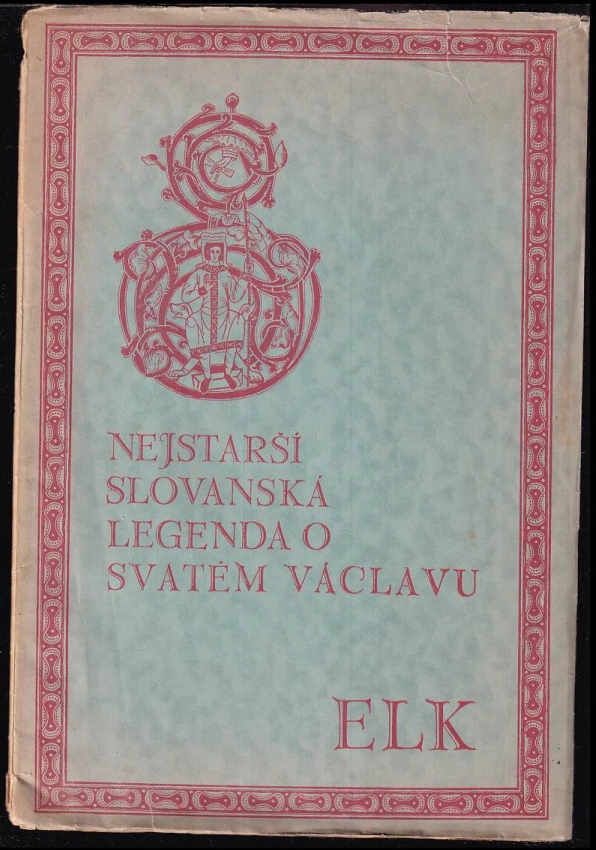 NEJSTARŠÍ
SLOVANSKÁ
LEGENDA O
SVATÉM VÁCLAVU
ELK